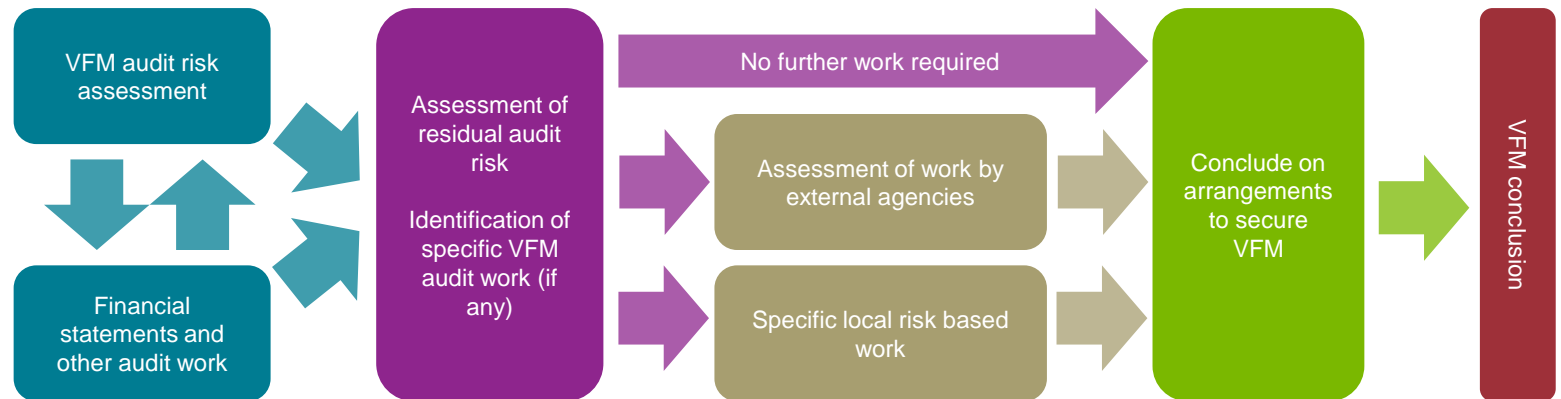 VFM audit risk
assessment
Financial
statements and
other audit work
Assessment of
residual audit
risk
Identification of
specific VFM
audit work (if
any)
No further work required
Assessment of work by
external agencies
Specific local risk based
work
Conclude on
arrangements
to secure
VFM
VFM conclusion